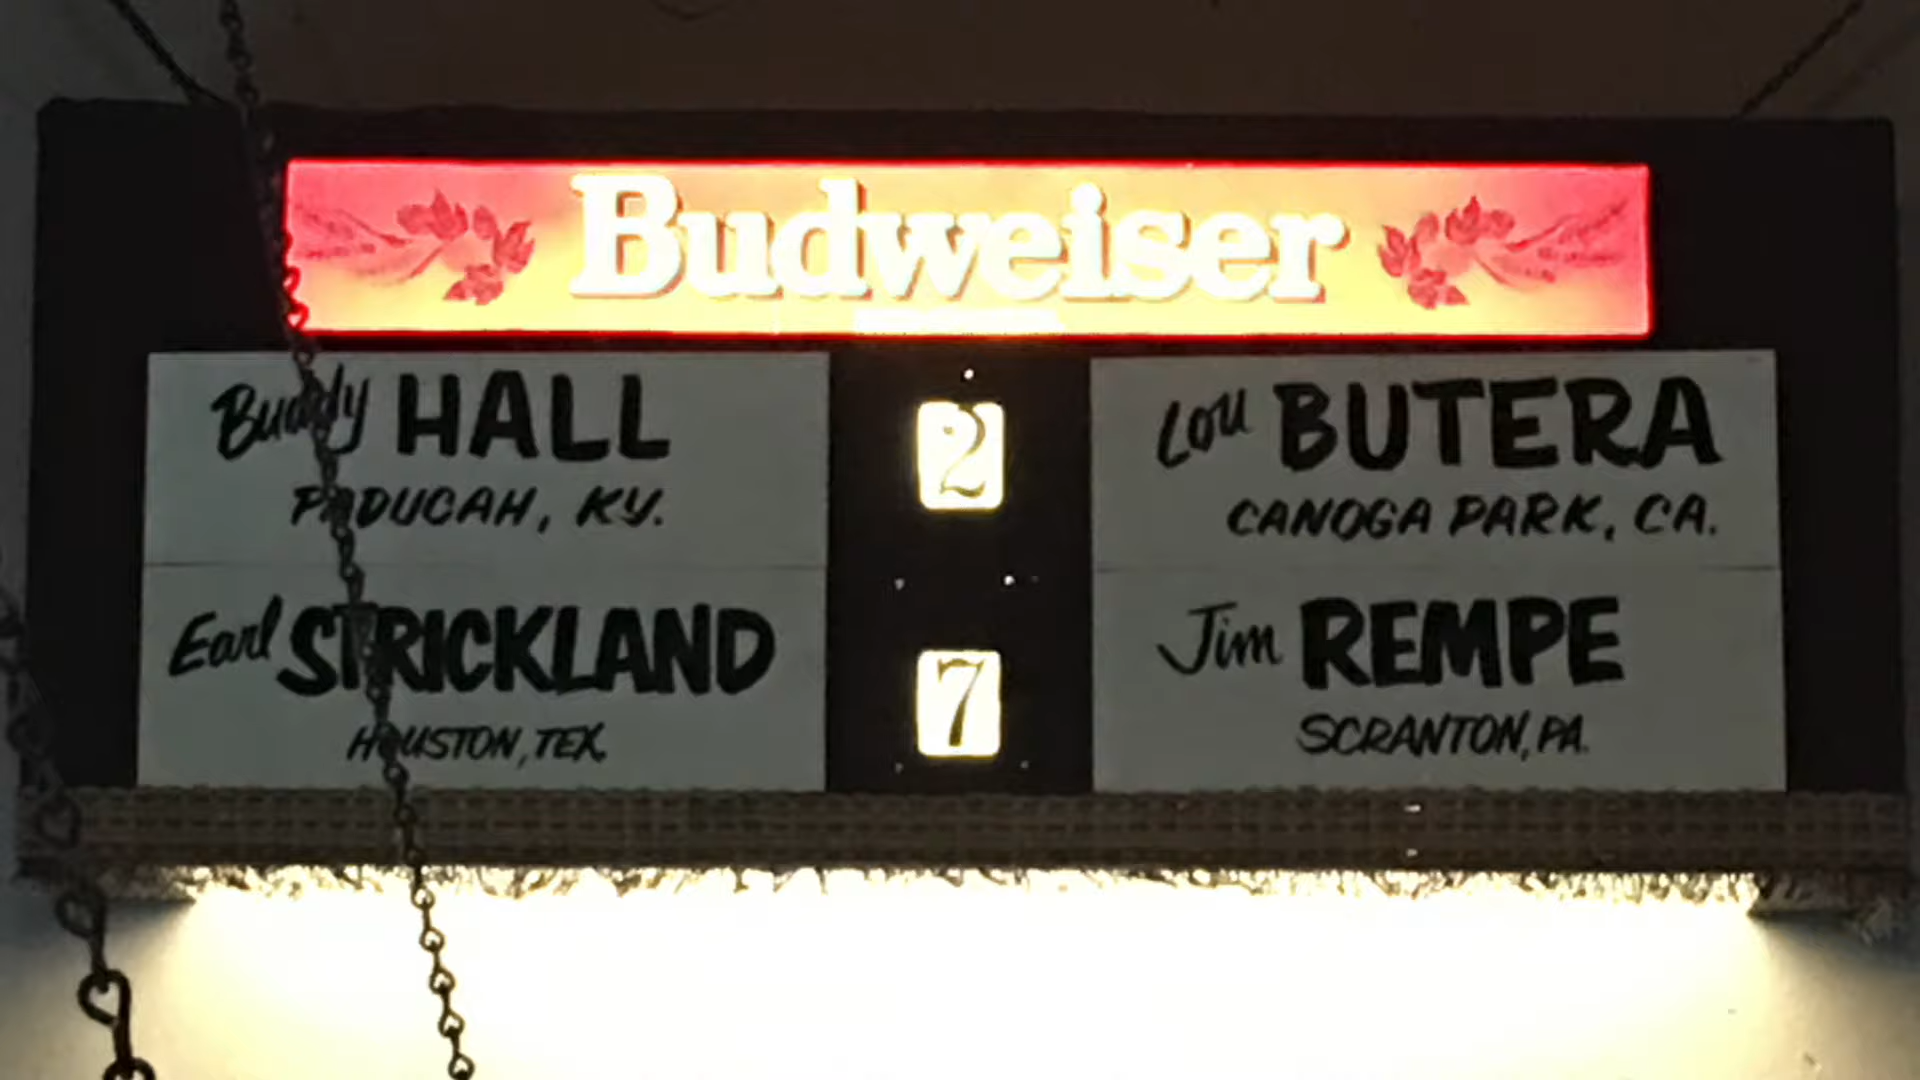 Budweiser
Buddy HALL
PADUCAH, KY.
2
Lou BUTERA
CANOGA PARK, CA.
Earl STRICKLAND
HOUSTON, TEX.
7
Jim REMPE
SCRANTON, PA.